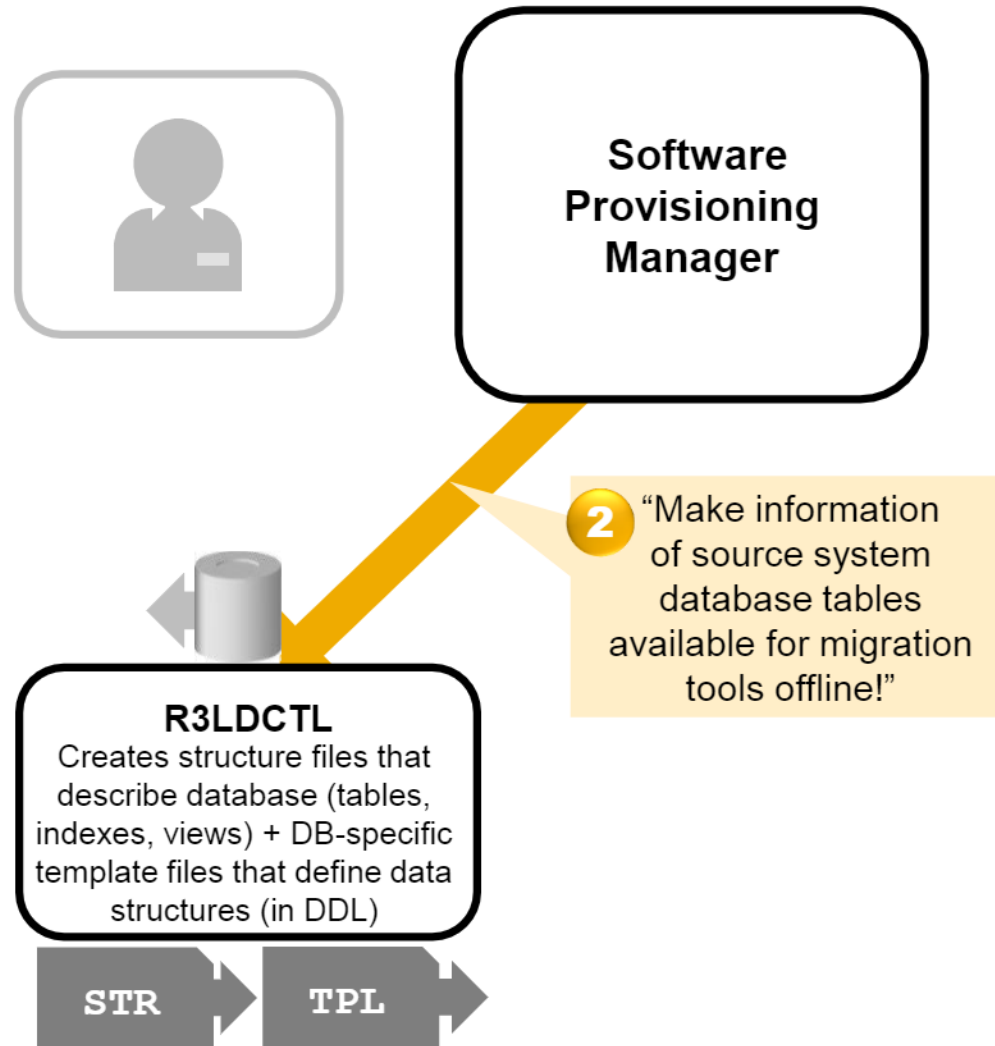 Software
Provisioning
Manager
2
“Make information
of source system
database tables
available for migration
tools offline!”
R3LDCTL
Creates structure files that
describe database (tables,
indexes, views) + DB-specific
template files that define data
structures (in DDL)
STR
TPL